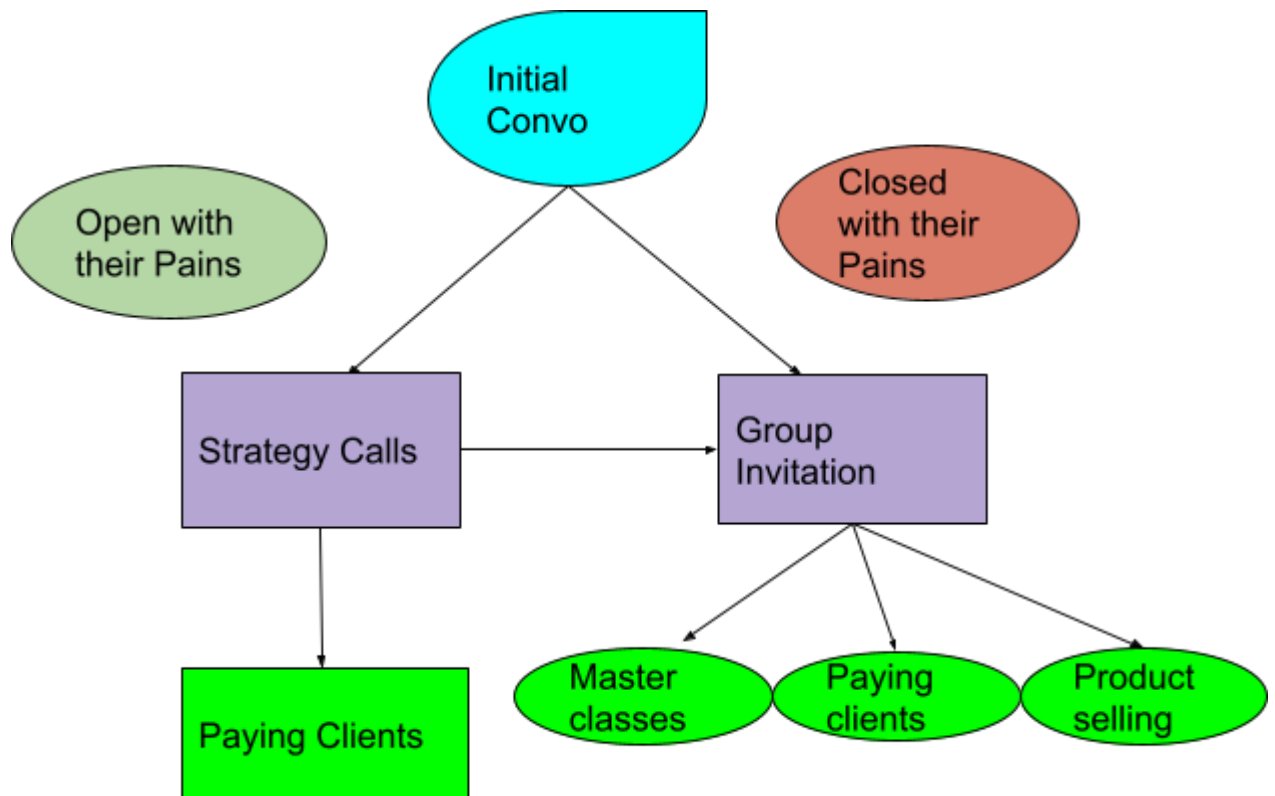 Initial
Convo
Open with
their Pains
Closed
with their
Pains
Strategy Calls
Group
Invitation
Paying Clients
Master
classes
Paying
clients
Product
selling